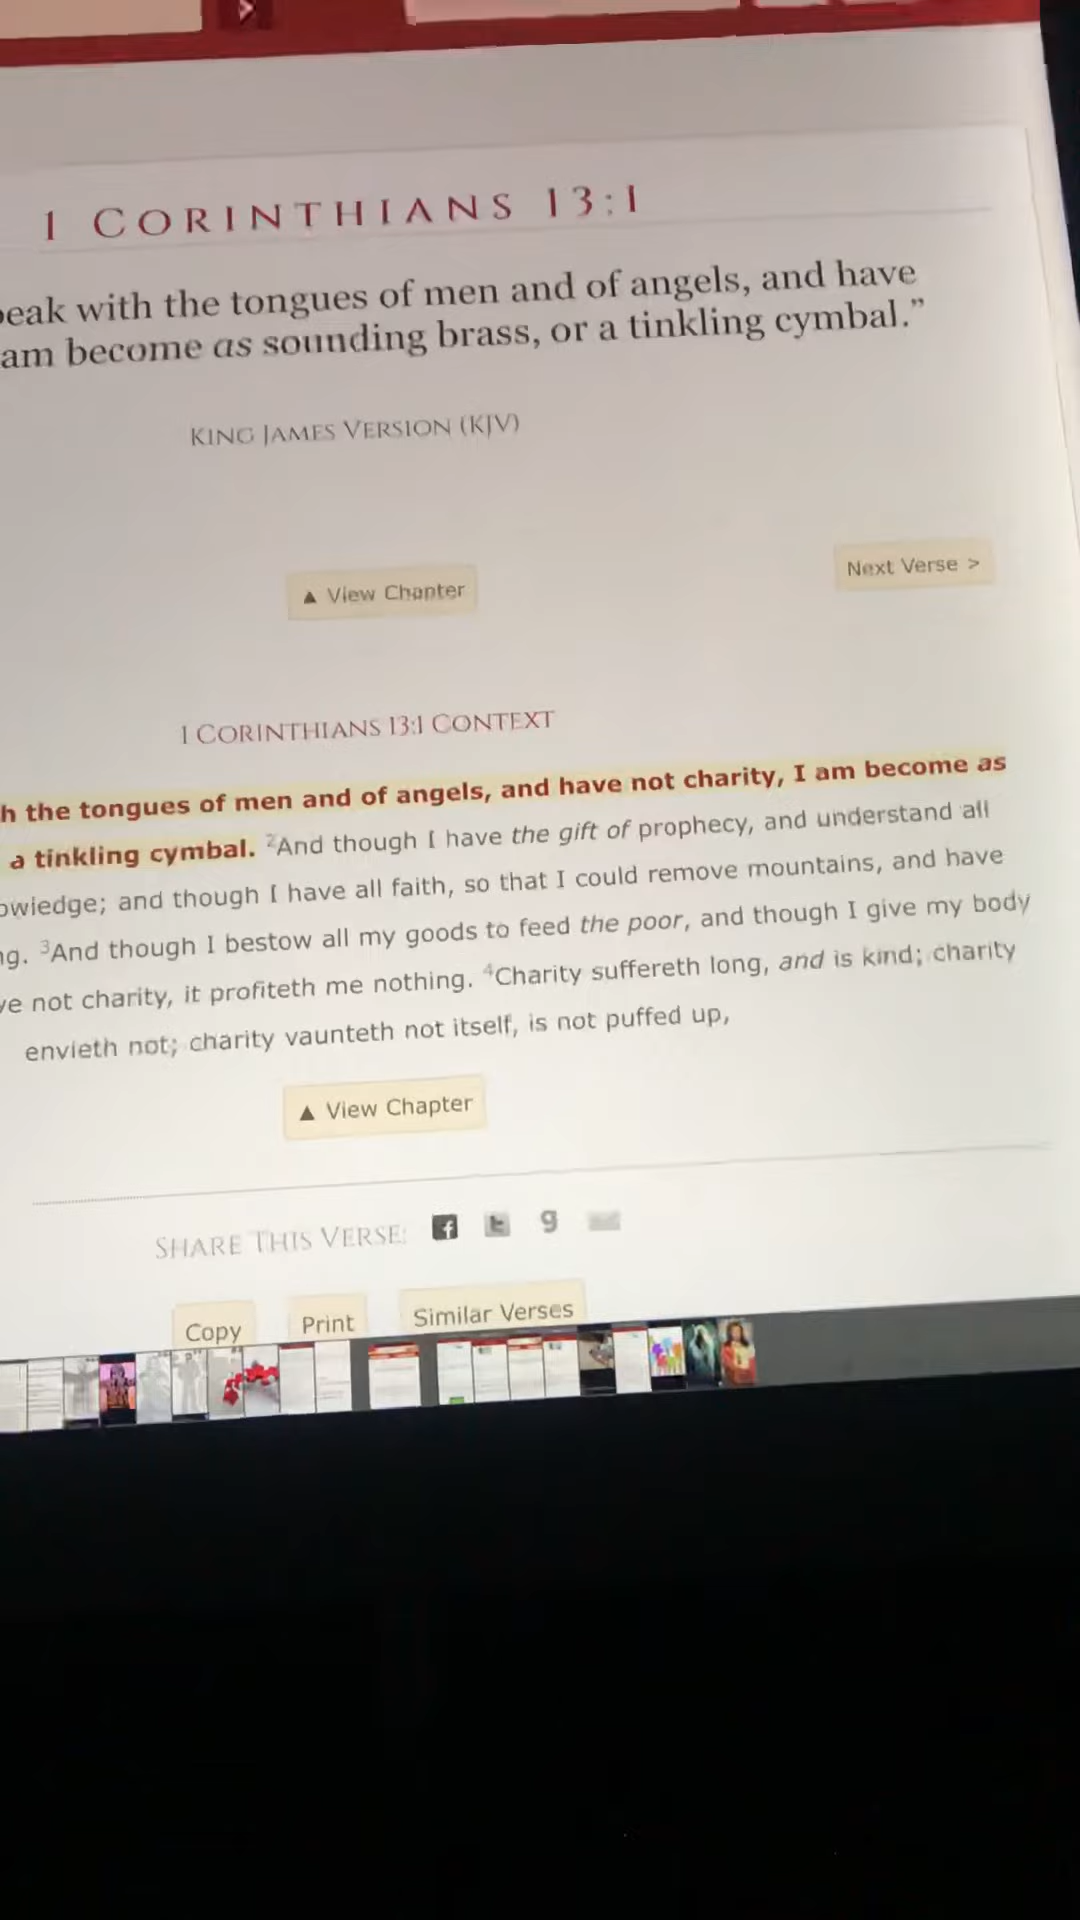 1 CORINTHIANS 13:1
peak with the tongues of men and of angels, and have
am become as sounding brass, or a tinkling cymbal.”
KING JAMES VERSION (KJV)
▲ View Chapter
Next Verse >
1 CORINTHIANS 13:1 CONTEXT
h the tongues of men and of angels, and have not charity, I am become as
a tinkling cymbal. 2And though I have the gift of prophecy, and understand all
owledge; and though I have all faith, so that I could remove mountains, and have
ng. 3And though I bestow all my goods to feed the poor, and though I give my body
ve not charity, it profiteth me nothing. 4Charity suffereth long, and is kind; charity
envieth not; charity vaunteth not itself, is not puffed up,
▲ View Chapter
SHARE THIS VERSE:
Copy
Print
Similar Verses